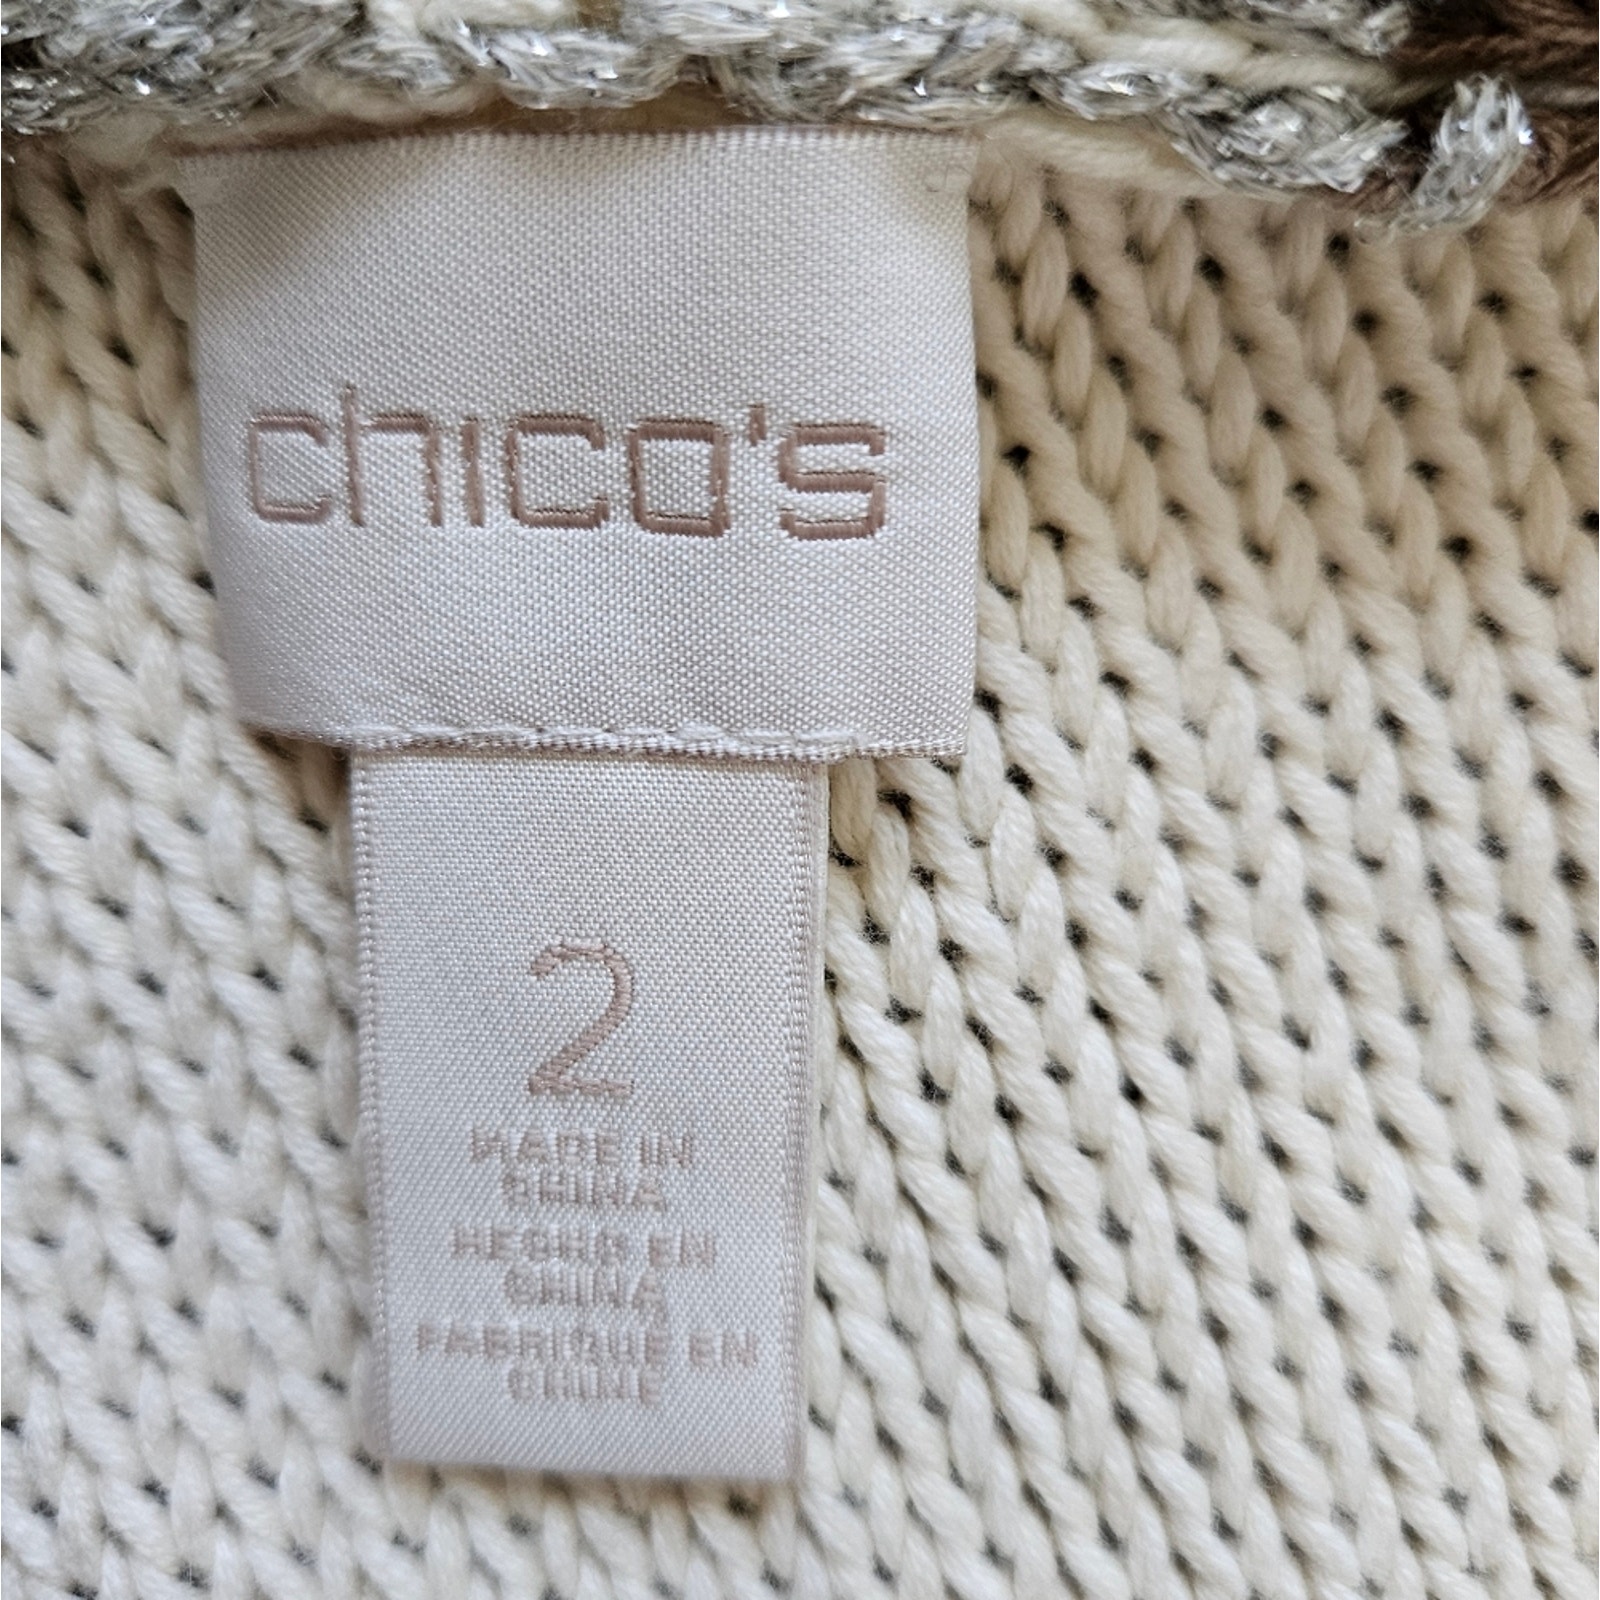 chico's
2
MADE IN
CHINA
HECHO EN
CHINA
FABRIQUE EN
CHINE